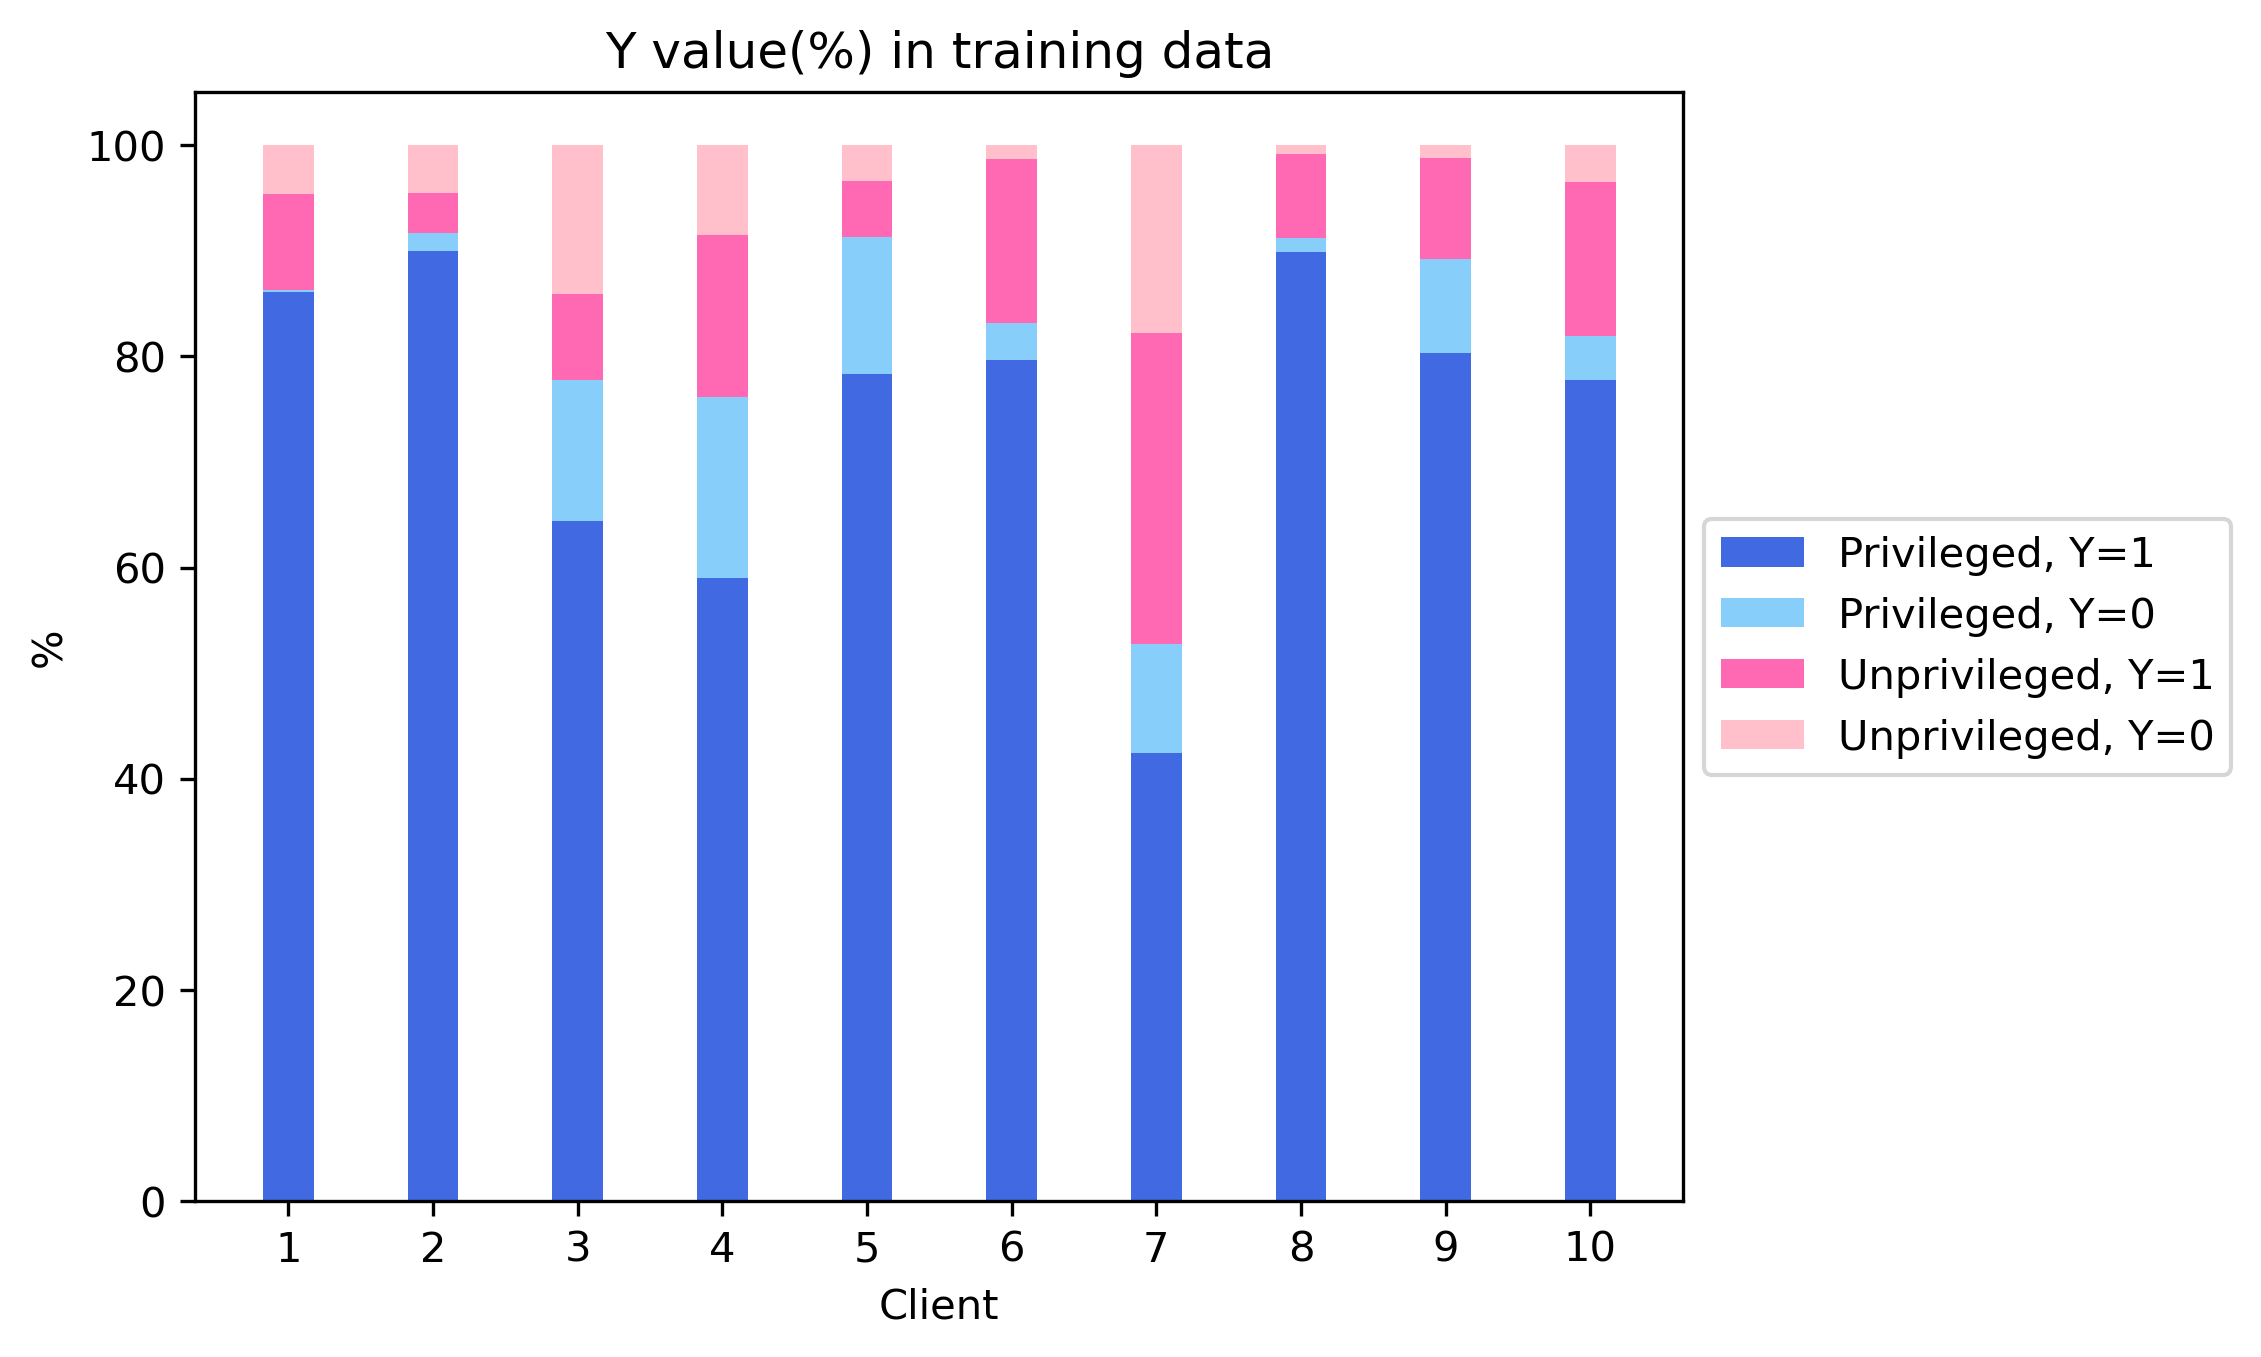 Y value(%) in training data
100
80
60
40
20
0
%
1 2 3 4 5 6 7 8 9 10
Client
Privileged, Y=1
Privileged, Y=0
Unprivileged, Y=1
Unprivileged, Y=0